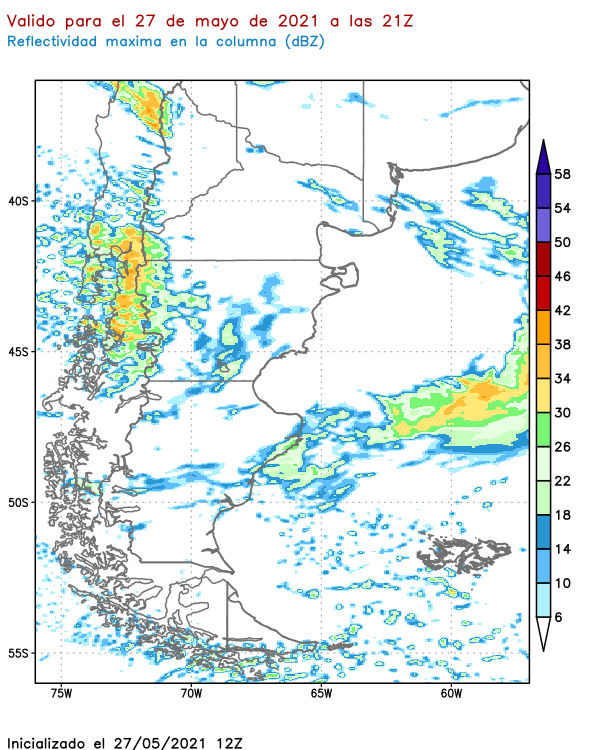 Valido para el 27 de mayo de 2021 a las 21Z
Reflectividad maxima en la columna (dBZ)
58
54
50
46
42
38
34
30
26
22
18
14
10
6
40S
45S
50S
55S
75W
70W
65W
60W
Inicializado el 27/05/2021 12Z